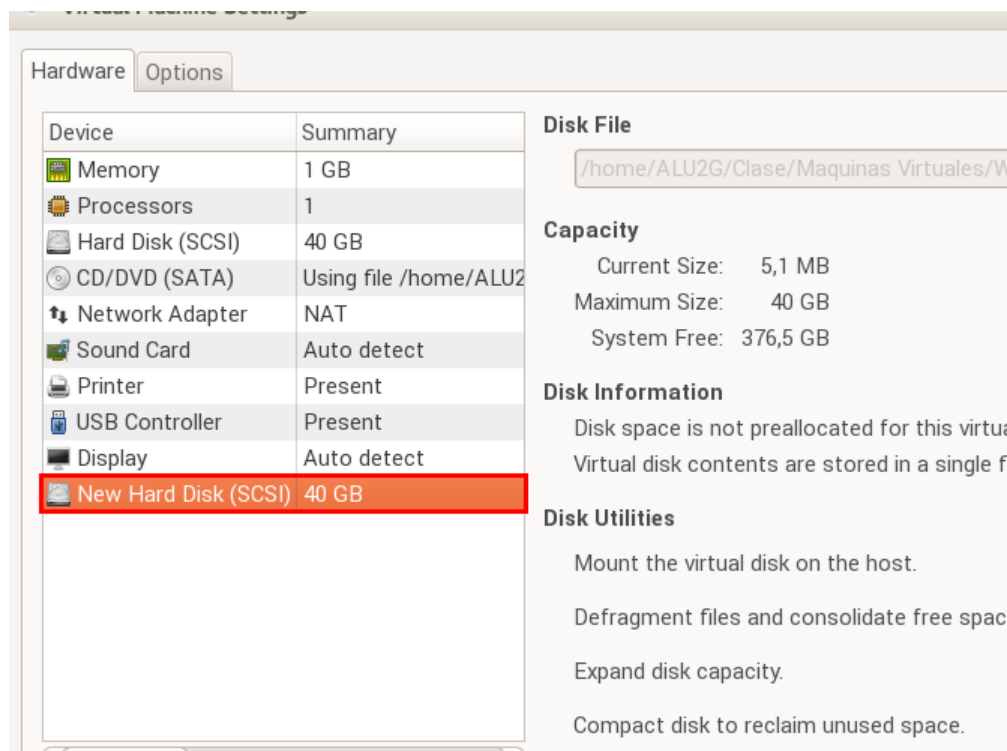 Virtual Machine Settings
Hardware
Options
Device Summary
Memory 1 GB
Processors 1
Hard Disk (SCSI) 40 GB
CD/DVD (SATA) Using file /home/ALU2
Network Adapter NAT
Sound Card Auto detect
Printer Present
USB Controller Present
Display Auto detect
New Hard Disk (SCSI) 40 GB
Disk File
/home/ALU2G/Clase/Maquinas Virtuales/W
Capacity
Current Size: 5,1 MB
Maximum Size: 40 GB
System Free: 376,5 GB
Disk Information
Disk space is not preallocated for this virtua
Virtual disk contents are stored in a single f
Disk Utilities
Mount the virtual disk on the host.
Defragment files and consolidate free spac
Expand disk capacity.
Compact disk to reclaim unused space.